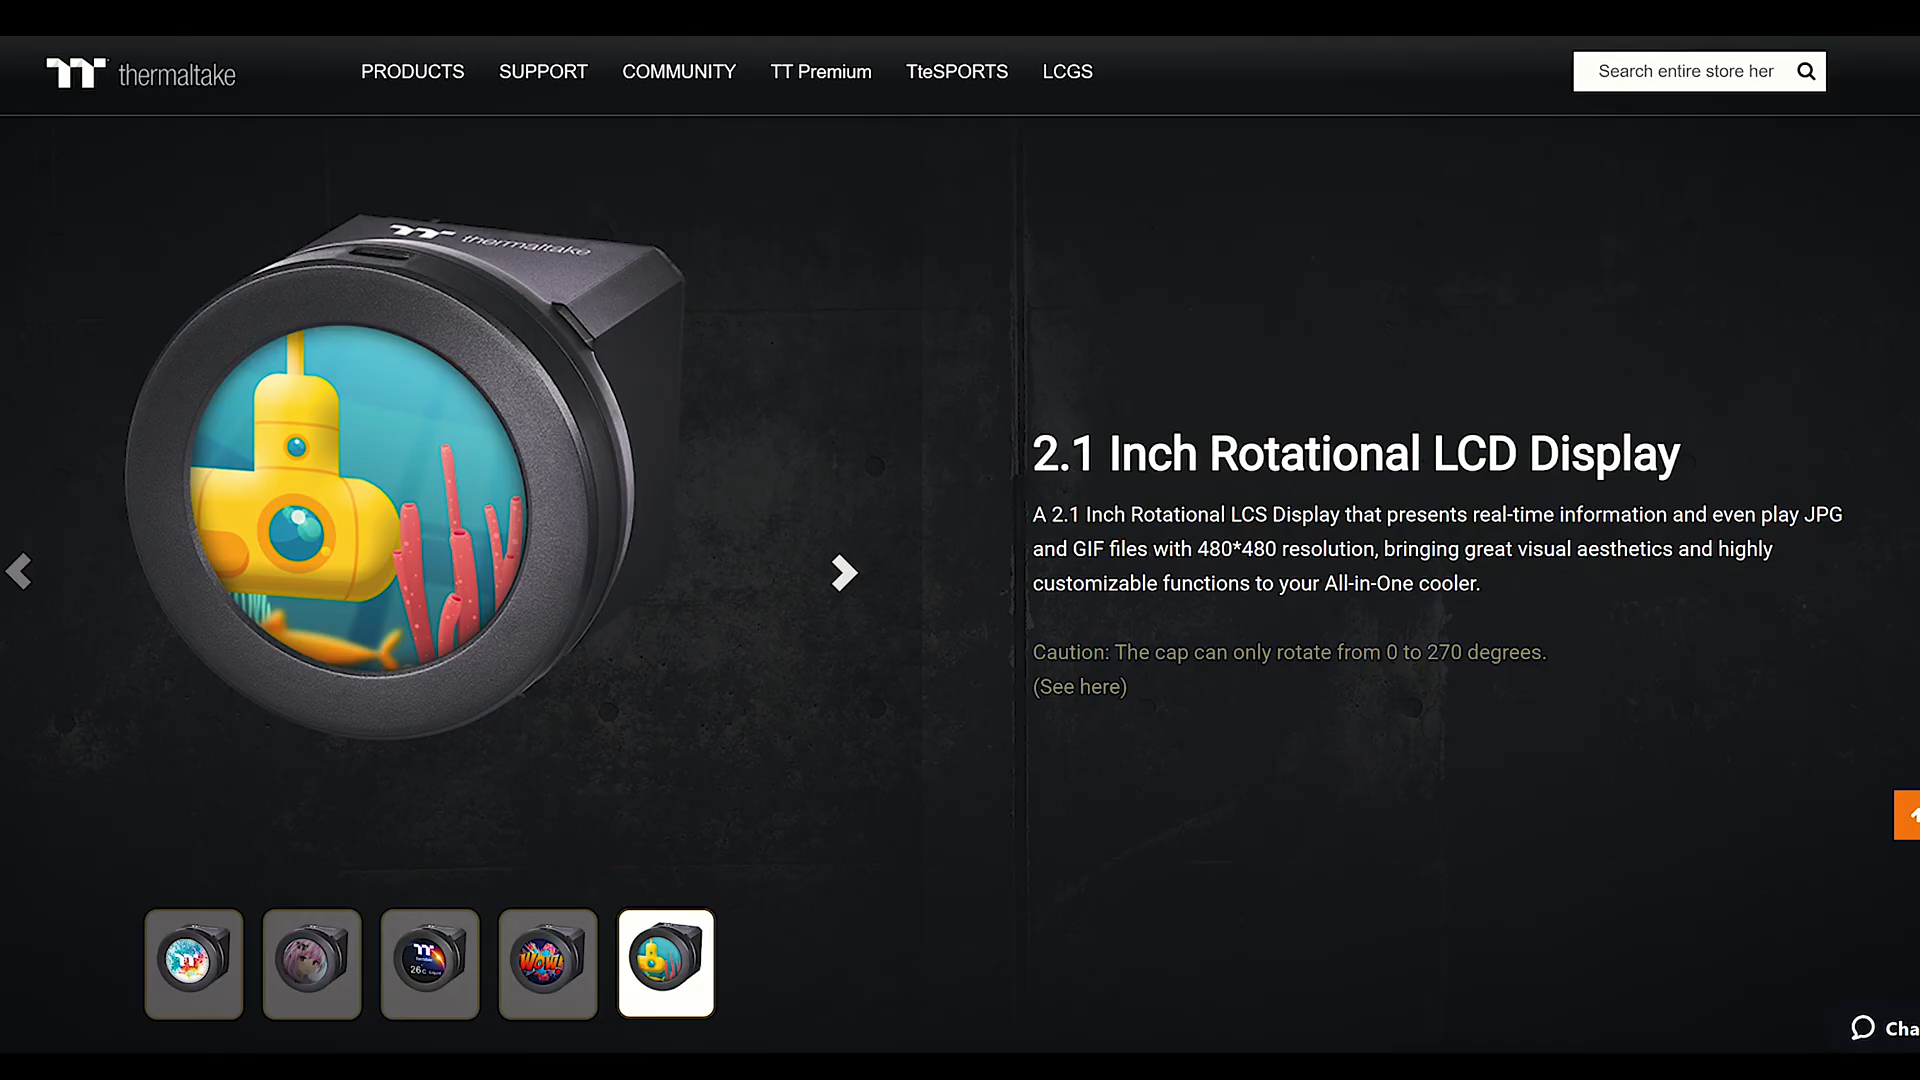 thermaltake
PRODUCTS SUPPORT COMMUNITY TT Premium TteSPORTS LCGS
Search entire store her
thermaltake
2.1 Inch Rotational LCD Display
A 2.1 Inch Rotational LCS Display that presents real-time information and even play JPG
and GIF files with 480*480 resolution, bringing great visual aesthetics and highly
customizable functions to your All-in-One cooler.
Caution: The cap can only rotate from 0 to 270 degrees.
(See here)
26
WOW!
Cha